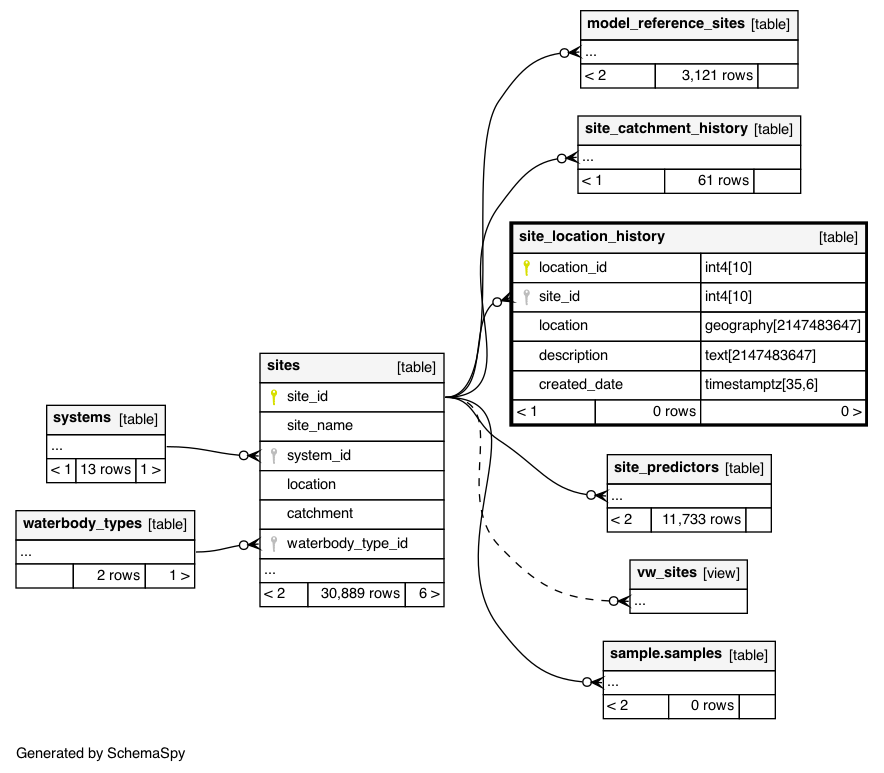 model_reference_sites [table]
...
< 2 3,121 rows
site_catchment_history [table]
...
< 1 61 rows
site_location_history [table]
location_id int4[10]
site_id int4[10]
location geography[2147483647]
description text[2147483647]
created_date timestamptz[35,6]
< 1 0 rows 0 >
sites [table]
site_id
site_name
system_id
location
catchment
waterbody_type_id
...
< 2 30,889 rows 6 >
systems [table]
...
< 1 13 rows 1 >
waterbody_types [table]
...
2 rows 1 >
site_predictors [table]
...
< 2 11,733 rows
vw_sites [view]
...
sample.samples [table]
...
< 2 0 rows
Generated by SchemaSpy